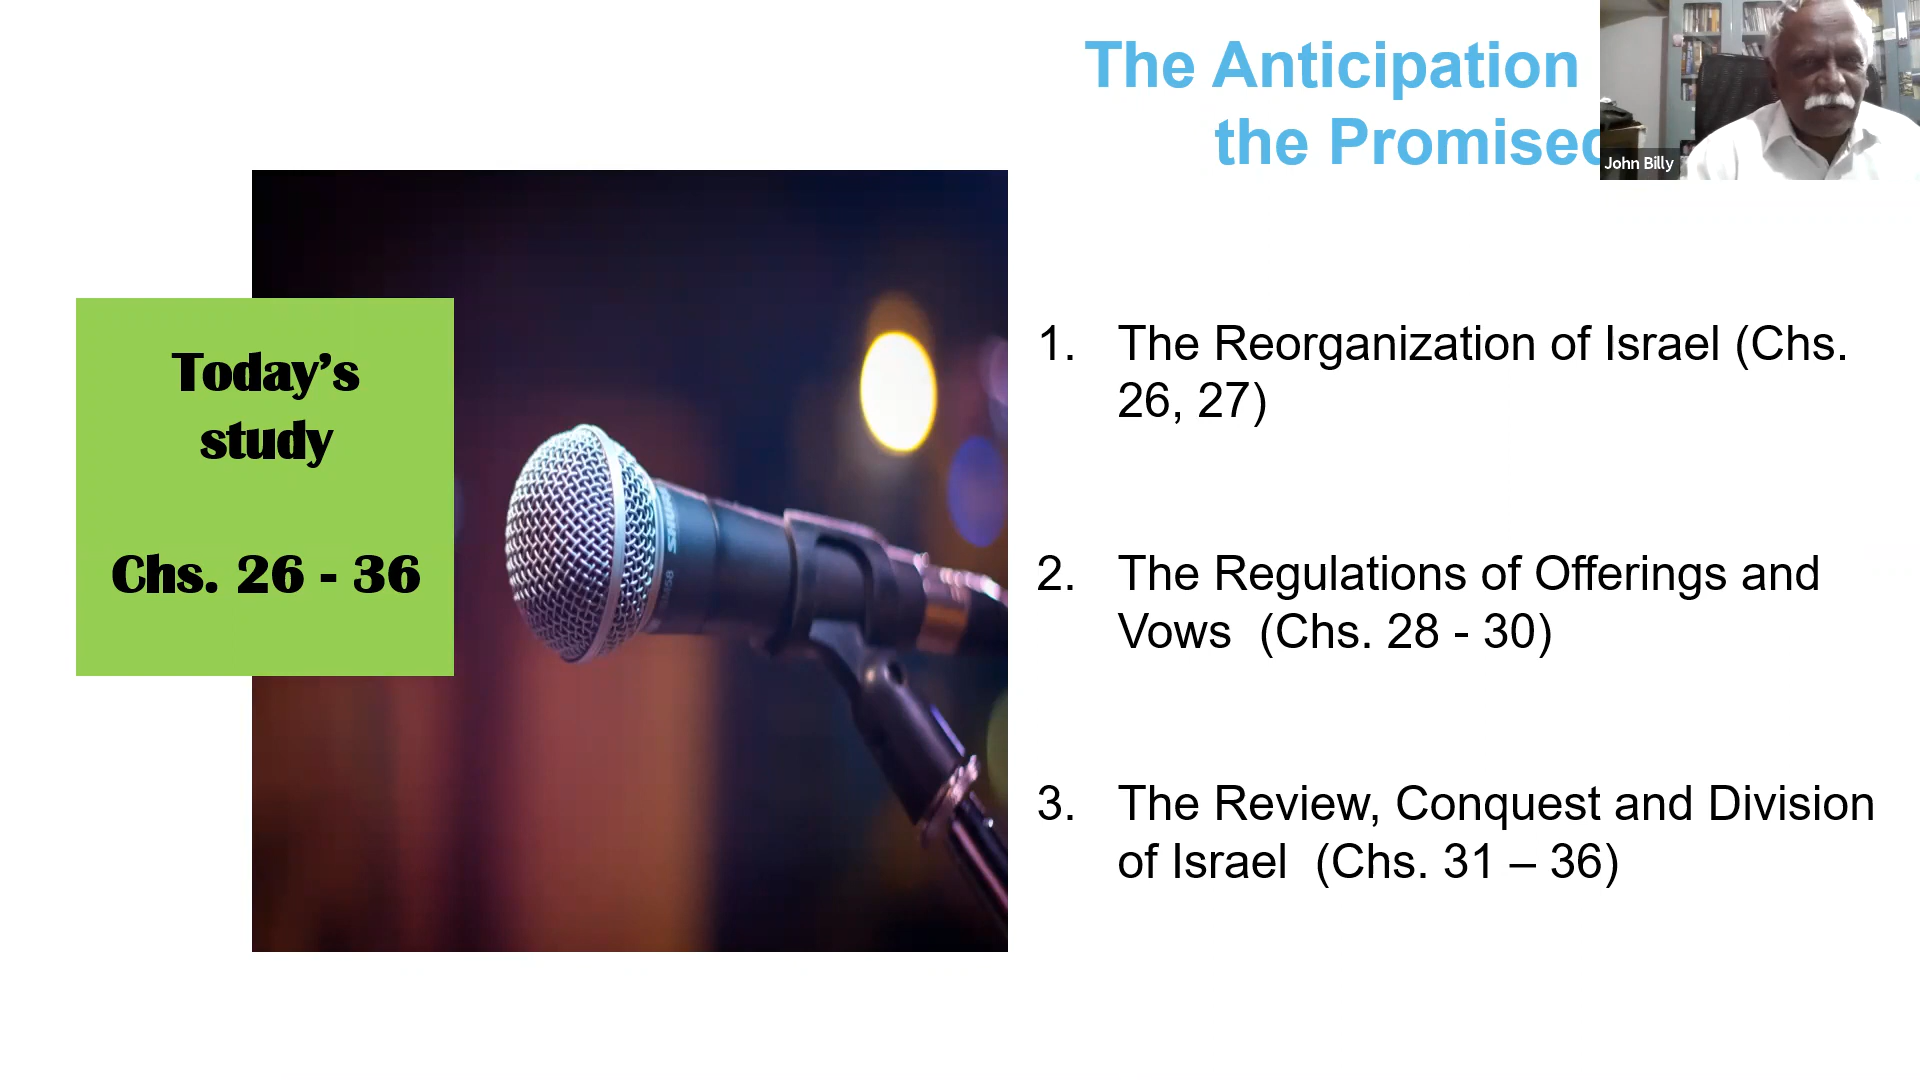 The Anticipation
the Promised
John Billy
Today’s
study
Chs. 26 - 36
SHURE
1. The Reorganization of Israel (Chs.
26, 27)
2. The Regulations of Offerings and
Vows (Chs. 28 - 30)
3. The Review, Conquest and Division
of Israel (Chs. 31 – 36)